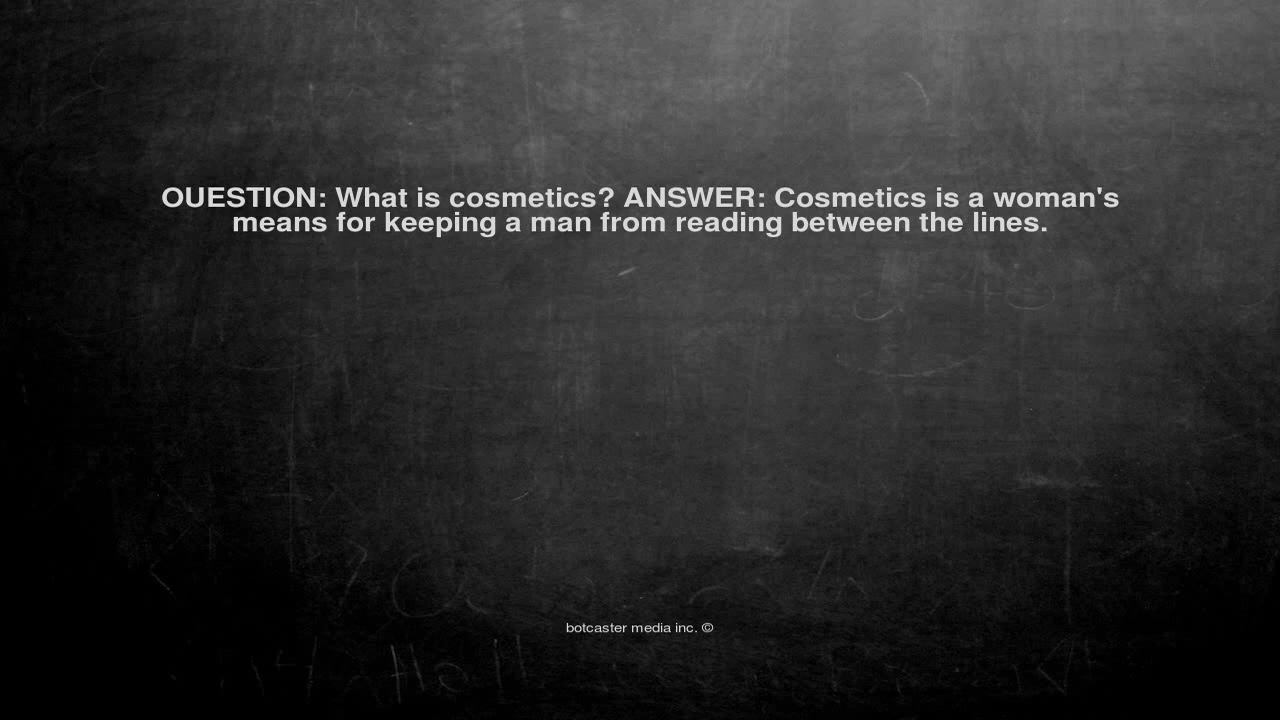 OUESTION: What is cosmetics? ANSWER: Cosmetics is a woman's
means for keeping a man from reading between the lines.
botcaster media inc. ©